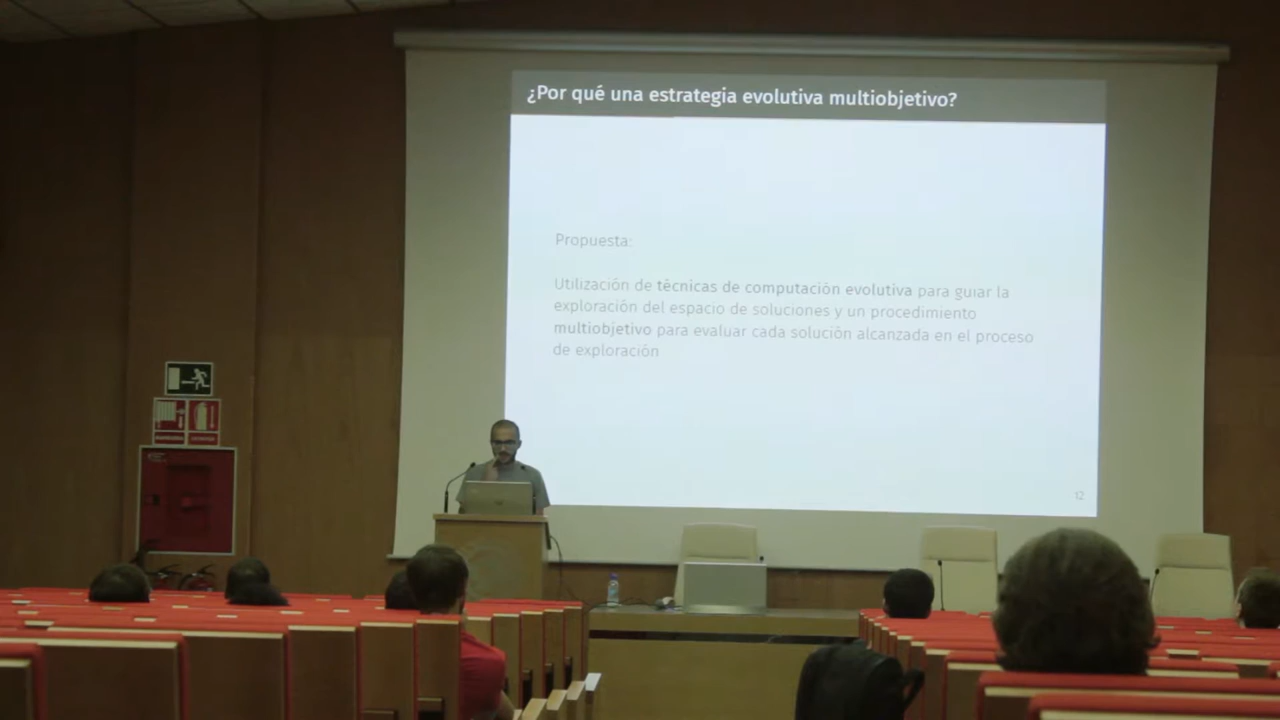 ¿Por qué una estrategia evolutiva multiobjetivo?
Propuesta:
Utilización de técnicas de computación evolutiva para guiar la
exploración del espacio de soluciones y un procedimiento
multiobjetivo para evaluar cada solución alcanzada en el proceso
de exploración
12